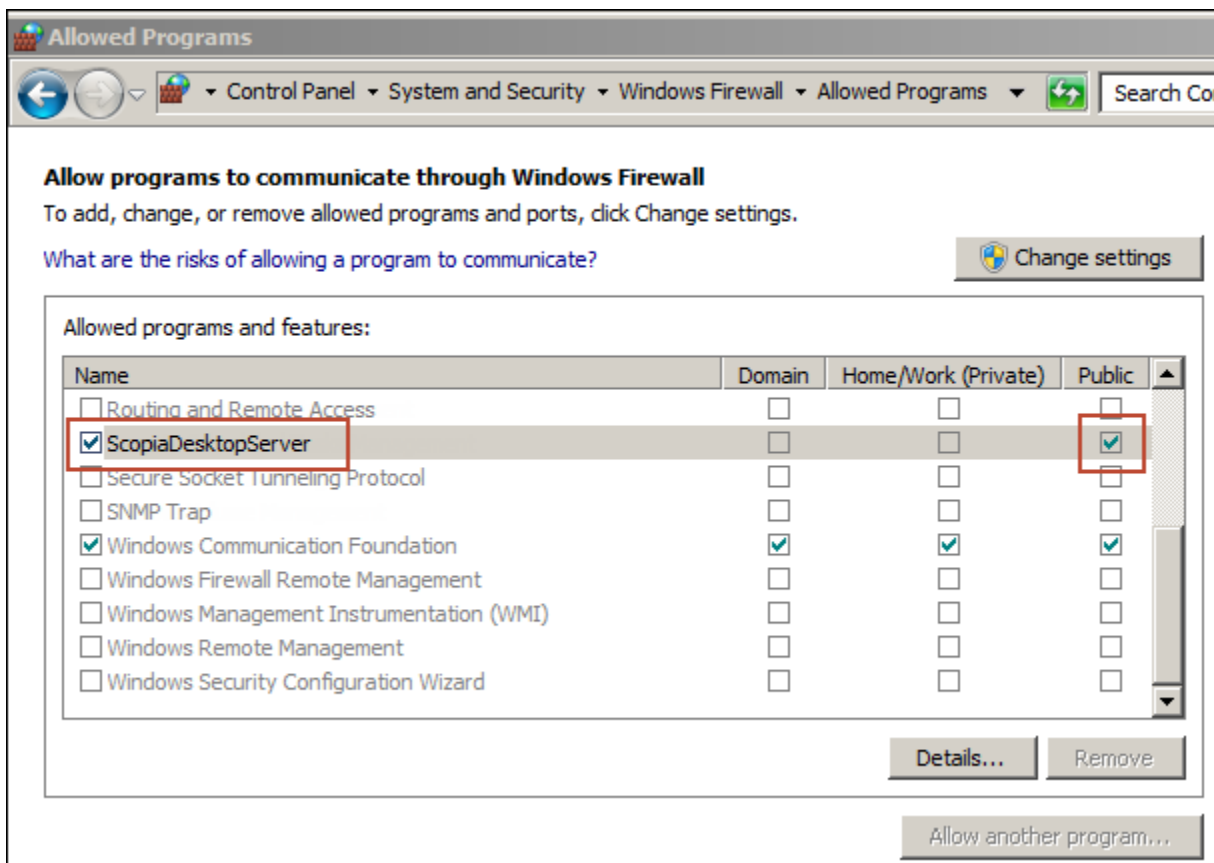 Allowed Programs
Control Panel System and Security Windows Firewall Allowed Programs Search Co
Allow programs to communicate through Windows Firewall
To add, change, or remove allowed programs and ports, click Change settings.
What are the risks of allowing a program to communicate? Change settings
Allowed programs and features:
Name Domain Home/Work (Private) Public
Routing and Remote Access
ScopiaDesktopServer
Secure Socket Tunneling Protocol
SNMP Trap
Windows Communication Foundation
Windows Firewall Remote Management
Windows Management Instrumentation (WMI)
Windows Remote Management
Windows Security Configuration Wizard
Details... Remove
Allow another program...